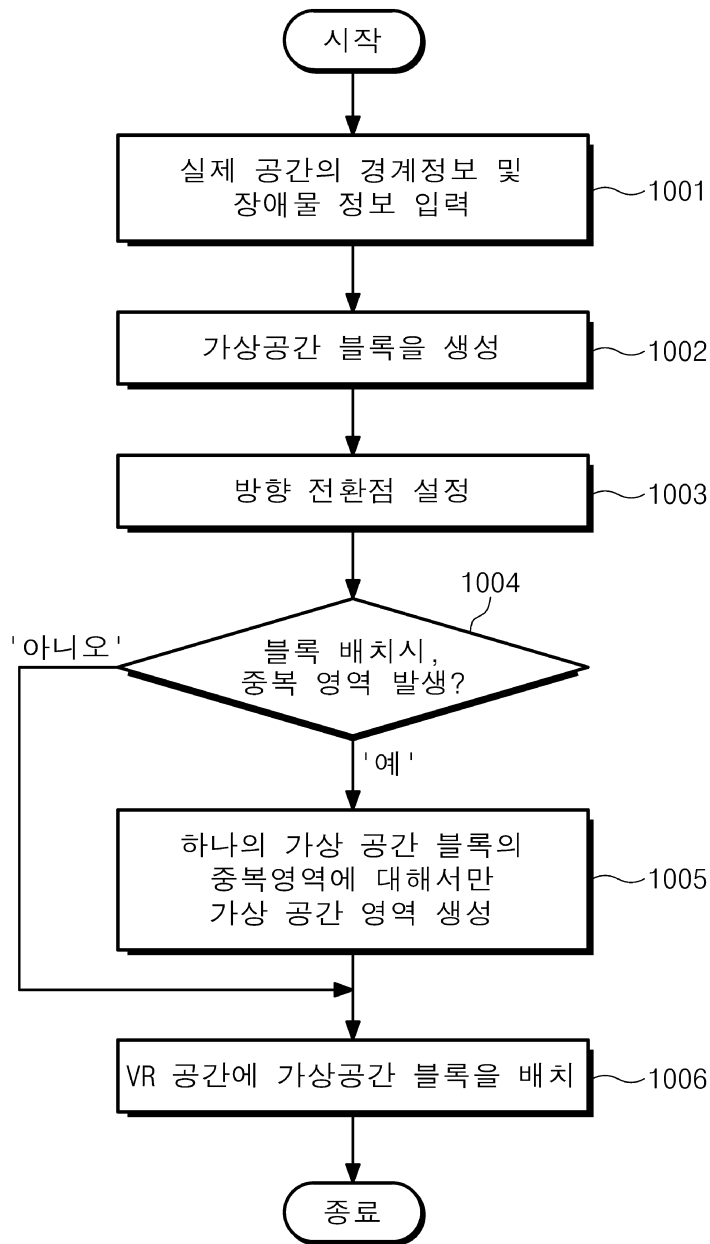 시작
실제 공간의 경계정보 및
장애물 정보 입력
1001
가상공간 블록을 생성
1002
방향 전환점 설정
1003
1004
블록 배치시,
중복 영역 발생?
'아니오'
'예'
하나의 가상 공간 블록의
중복영역에 대해서만
가상 공간 영역 생성
1005
VR 공간에 가상공간 블록을 배치
1006
종료